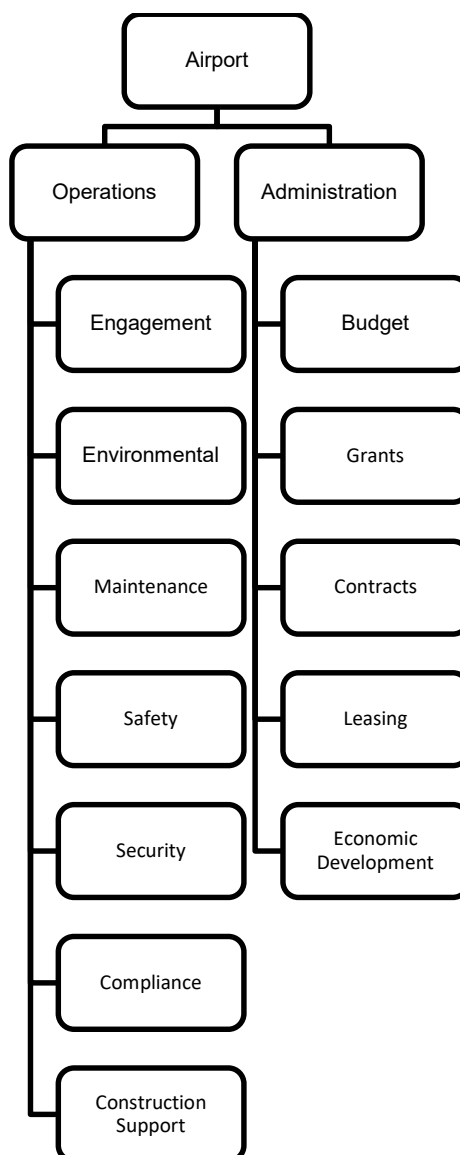 Airport
Operations
Administration
Engagement
Budget
Environmental
Grants
Maintenance
Contracts
Safety
Leasing
Security
Economic
Development
Compliance
Construction
Support